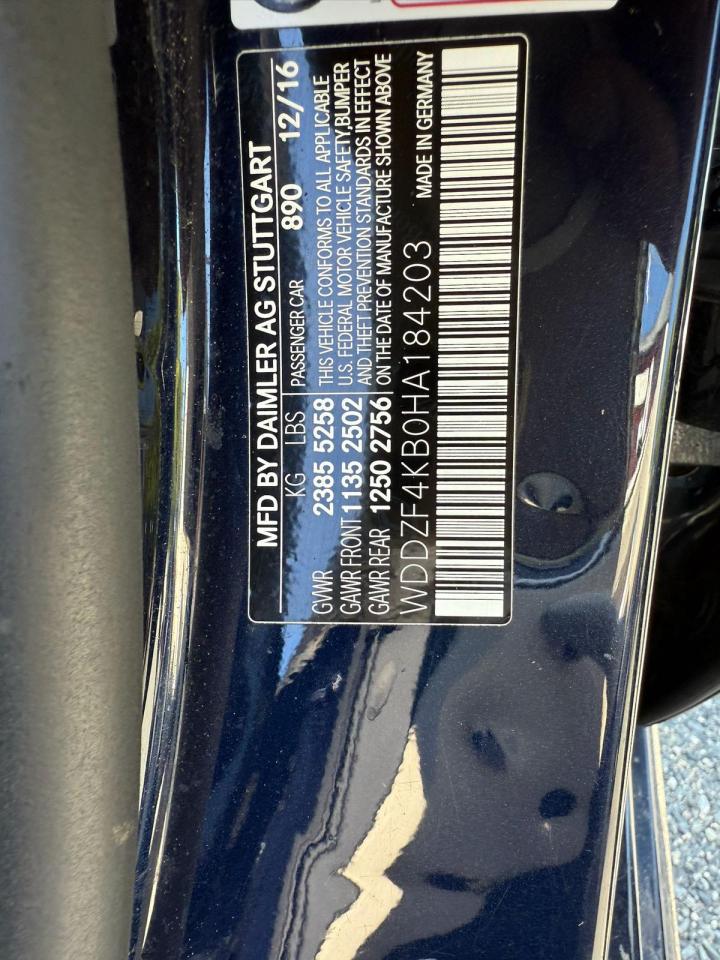 MFD BY DAIMLER AG STUTTGART
KG LBS PASSENGER CAR 890 12/16
GVWR 2385 5258 THIS VEHICLE CONFORMS TO ALL APPLICABLE
GAWR FRONT 1135 2502 U.S. FEDERAL MOTOR VEHICLE SAFETY,BUMPER
GAWR REAR 1250 2756 AND THEFT PREVENTION STANDARDS IN EFFECT
ON THE DATE OF MANUFACTURE SHOWN ABOVE
WDDZF4KB0HA184203 MADE IN GERMANY